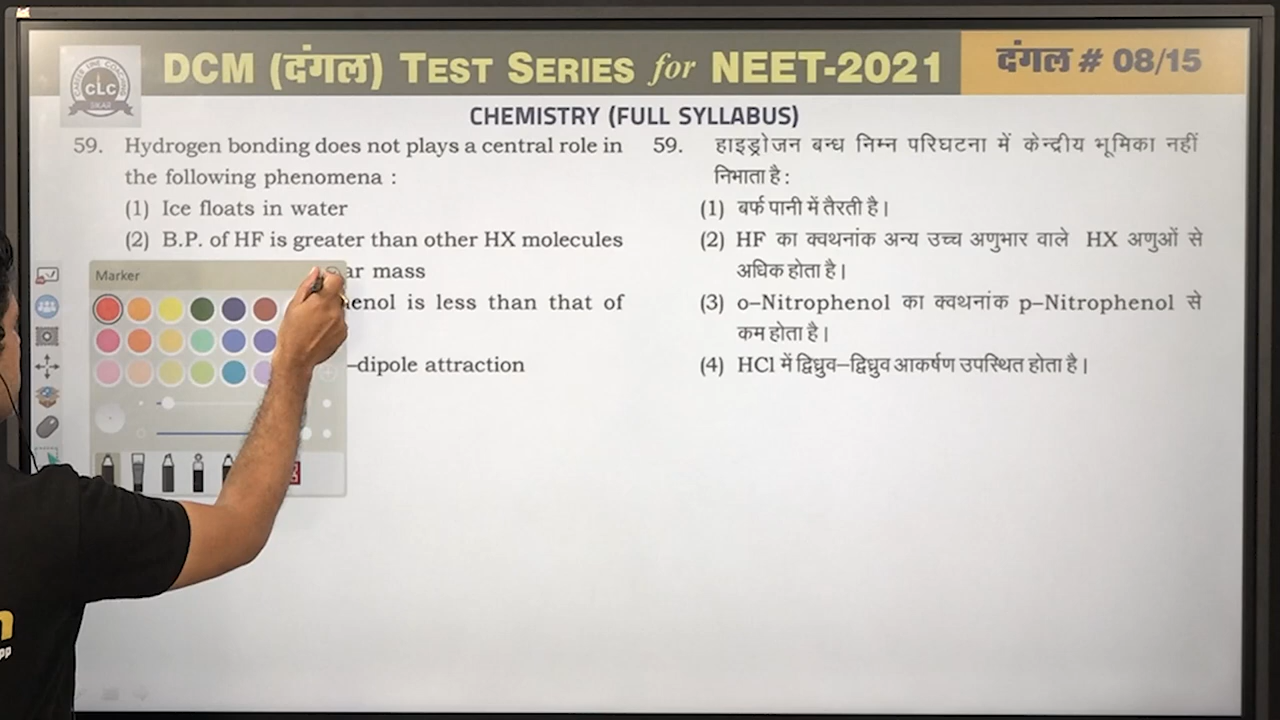 DCM (दंगल) TEST SERIES for NEET-2021
दंगल # 08/15
CLC
SIKAR
CHEMISTRY (FULL SYLLABUS)
59. Hydrogen bonding does not plays a central role in
the following phenomena :
(1) Ice floats in water
(2) B.P. of HF is greater than other HX molecules
ar mass
enol is less than that of
–dipole attraction
59. हाइड्रोजन बन्ध निम्न परिघटना में केन्द्रीय भूमिका नहीं
निभाता है :
(1) बर्फ पानी में तैरती है।
(2) HF का क्वथनांक अन्य उच्च अणुभार वाले HX अणुओं से
अधिक होता है।
(3) o–Nitrophenol का क्वथनांक p–Nitrophenol से
कम होता है।
(4) HCl में द्विध्रुव–द्विध्रुव आकर्षण उपस्थित होता है।
Marker